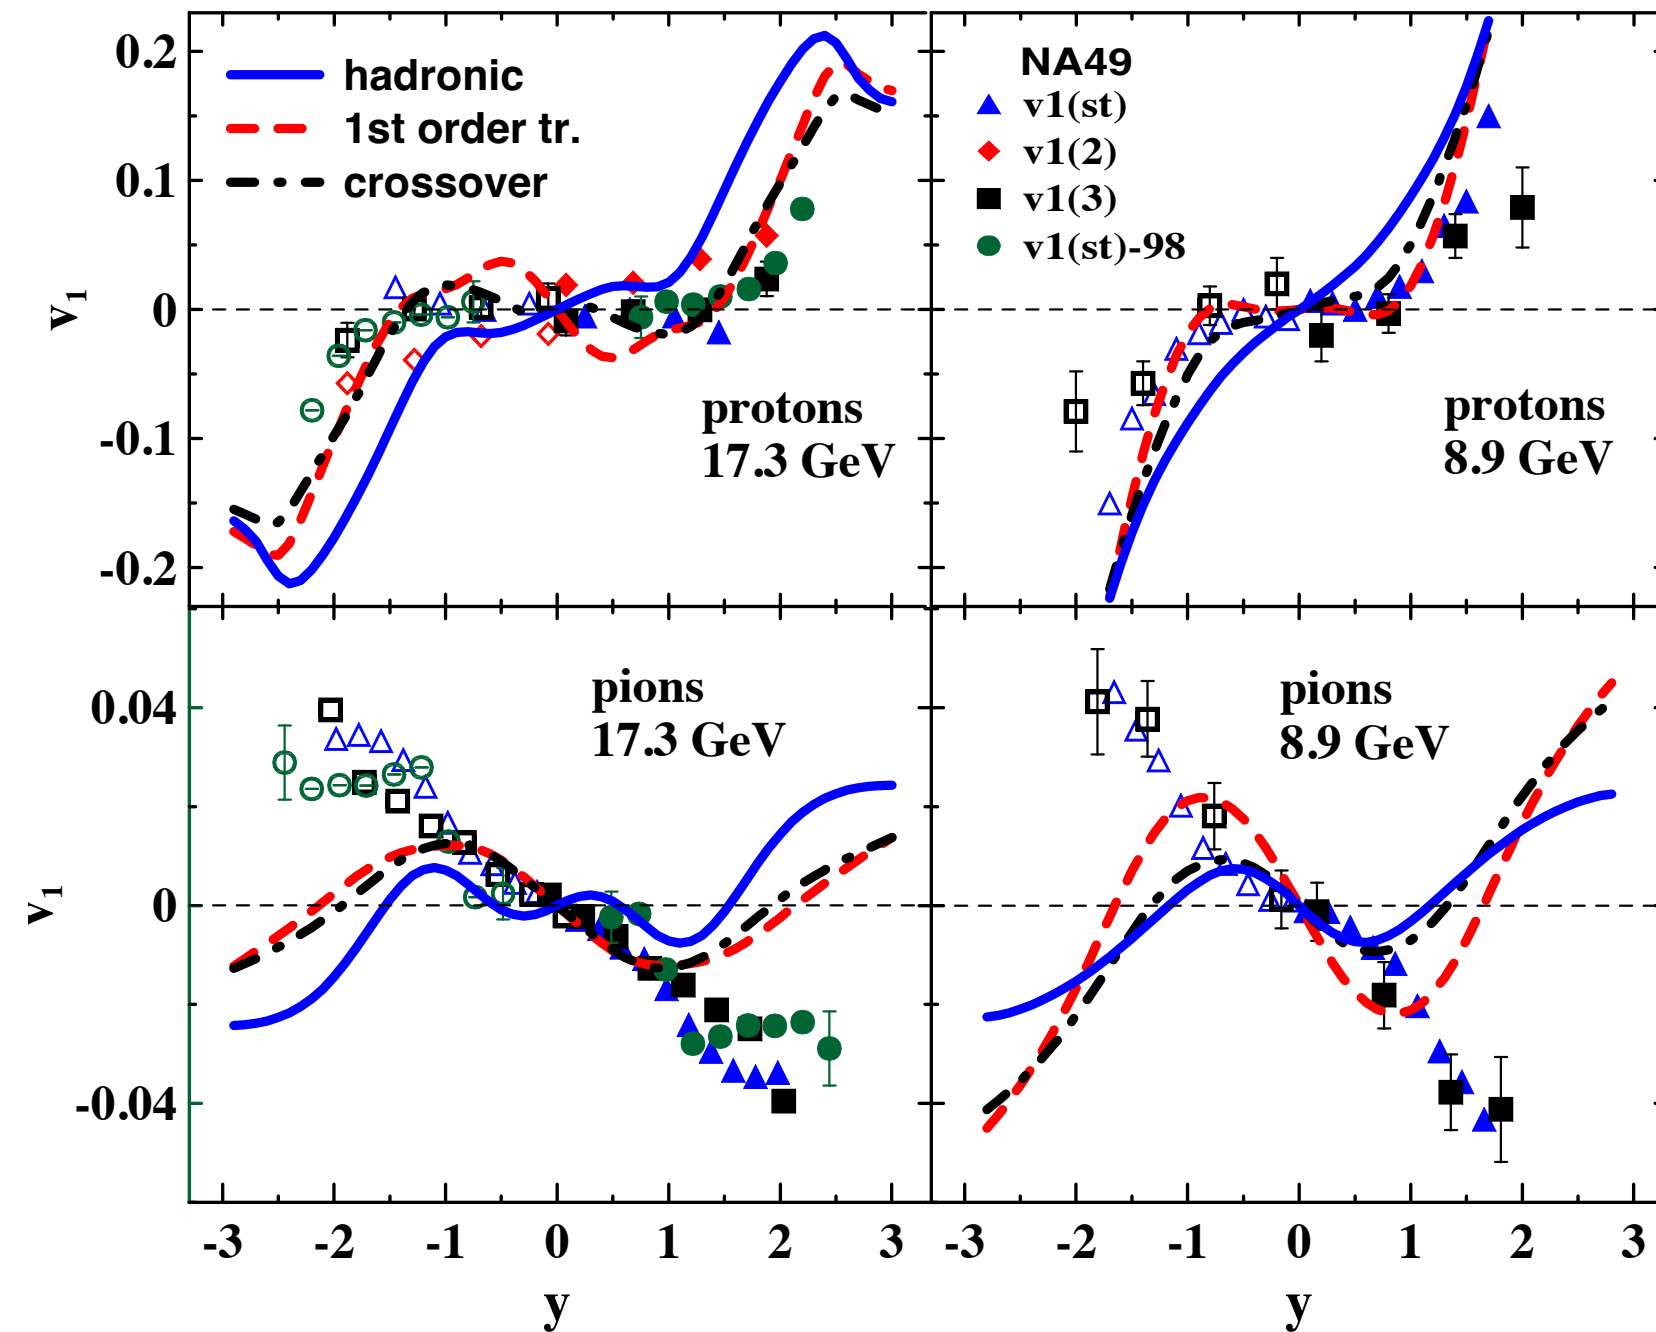 0.2
0.1
0
-0.1
-0.2
v1
hadronic
1st order tr.
crossover
protons
17.3 GeV
NA49
v1(st)
v1(2)
v1(3)
v1(st)-98
protons
8.9 GeV
0.04
0
-0.04
v1
pions
17.3 GeV
pions
8.9 GeV
-3 -2 -1 0 1 2 3
-3 -2 -1 0 1 2 3
y
y